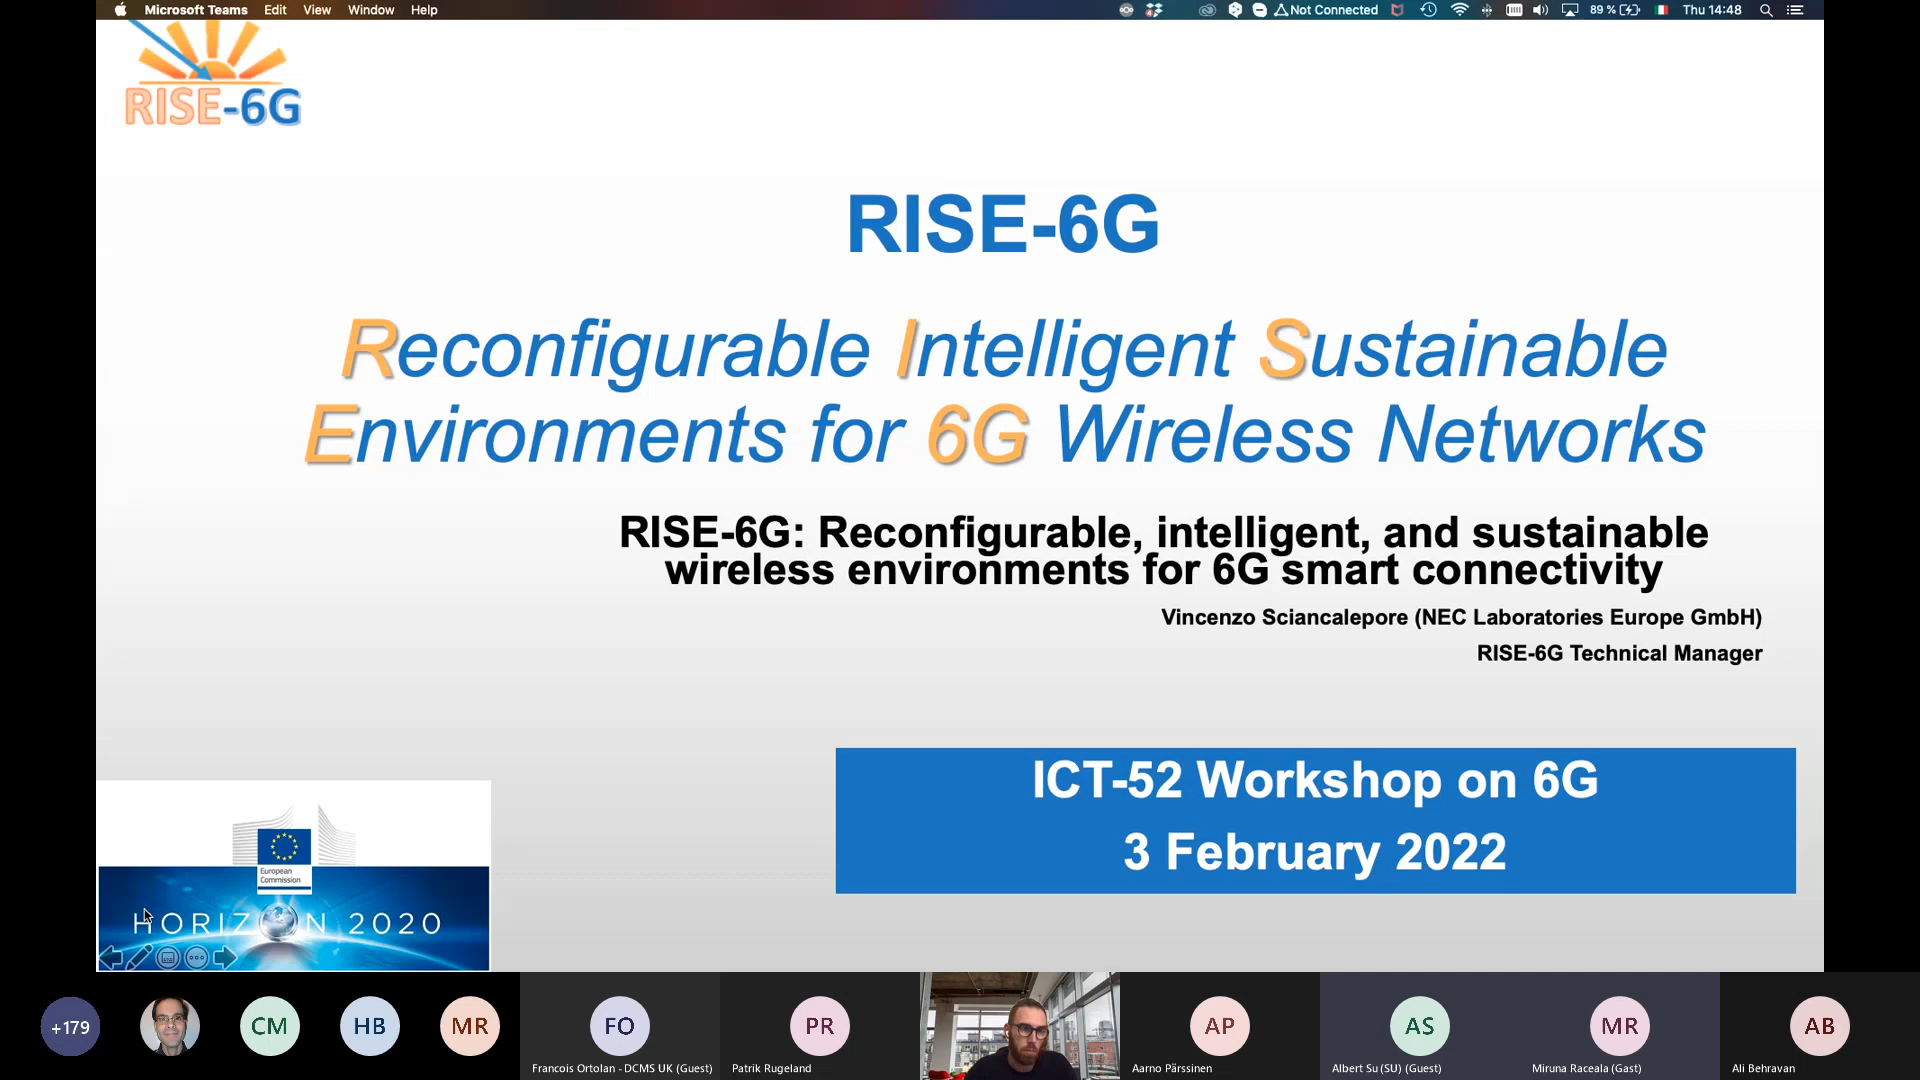 Microsoft Teams Edit View Window Help
Not Connected 89 % Thu 14:48
RISE-6G
RISE-6G
Reconfigurable Intelligent Sustainable
Environments for 6G Wireless Networks
RISE-6G: Reconfigurable, intelligent, and sustainable
wireless environments for 6G smart connectivity
Vincenzo Sciancalepore (NEC Laboratories Europe GmbH)
RISE-6G Technical Manager
ICT-52 Workshop on 6G
3 February 2022
European
Commission
HORIZON 2020
+179 CM HB MR FO PR AP AS MR AB
Francois Ortolan - DCMS UK (Guest) Patrik Rugeland Aarno Pärssinen Albert Su (SU) (Guest) Miruna Raceala (Gast) Ali Behravan